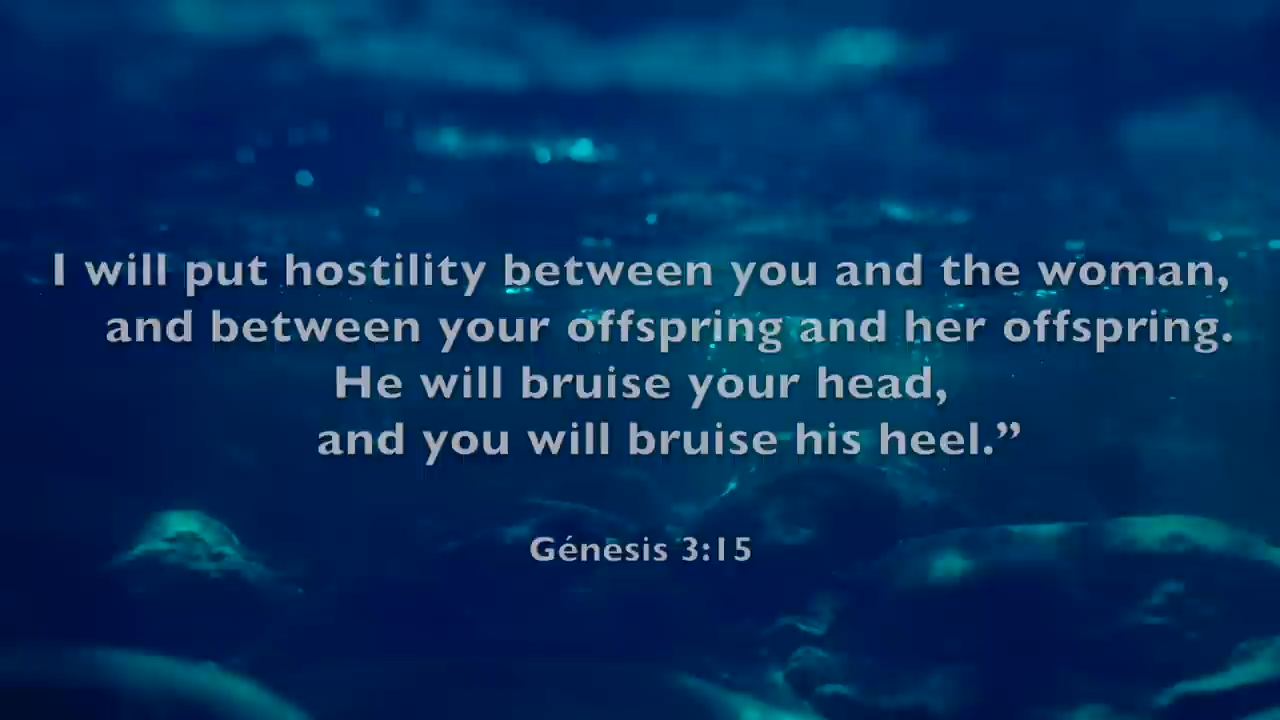 I will put hostility between you and the woman,
and between your offspring and her offspring.
He will bruise your head,
and you will bruise his heel.”
Génesis 3:15